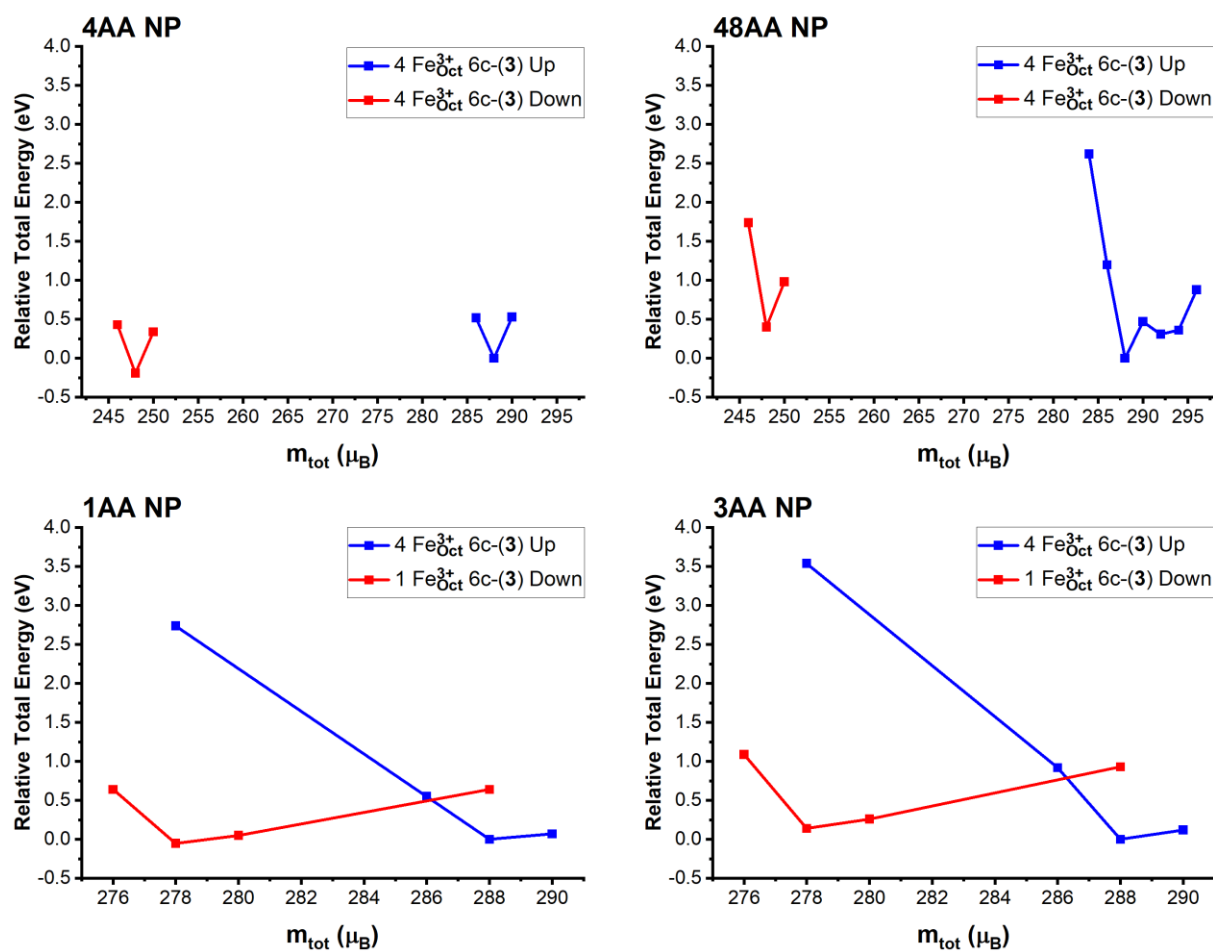 4AA NP
4 Fe³⁺Oct 6c-(3) Up
4 Fe³⁺Oct 6c-(3) Down
Relative Total Energy (eV)
4.0
3.5
3.0
2.5
2.0
1.5
1.0
0.5
0.0
-0.5
245 250 255 260 265 270 275 280 285 290 295
mtot (μB)
48AA NP
4 Fe³⁺Oct 6c-(3) Up
4 Fe³⁺Oct 6c-(3) Down
Relative Total Energy (eV)
4.0
3.5
3.0
2.5
2.0
1.5
1.0
0.5
0.0
-0.5
245 250 255 260 265 270 275 280 285 290 295
mtot (μB)
1AA NP
4 Fe³⁺Oct 6c-(3) Up
1 Fe³⁺Oct 6c-(3) Down
Relative Total Energy (eV)
4.0
3.5
3.0
2.5
2.0
1.5
1.0
0.5
0.0
-0.5
276 278 280 282 284 286 288 290
mtot (μB)
3AA NP
4 Fe³⁺Oct 6c-(3) Up
1 Fe³⁺Oct 6c-(3) Down
Relative Total Energy (eV)
4.0
3.5
3.0
2.5
2.0
1.5
1.0
0.5
0.0
-0.5
276 278 280 282 284 286 288 290
mtot (μB)